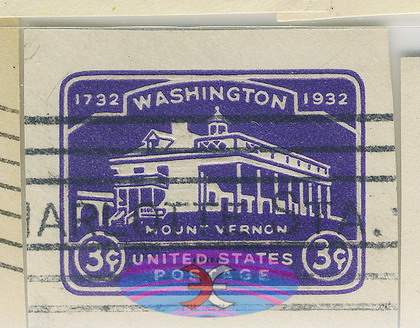 1732 WASHINGTON 1932
MOUNT VERNON
3¢ UNITED STATES 3¢
POSTAGE